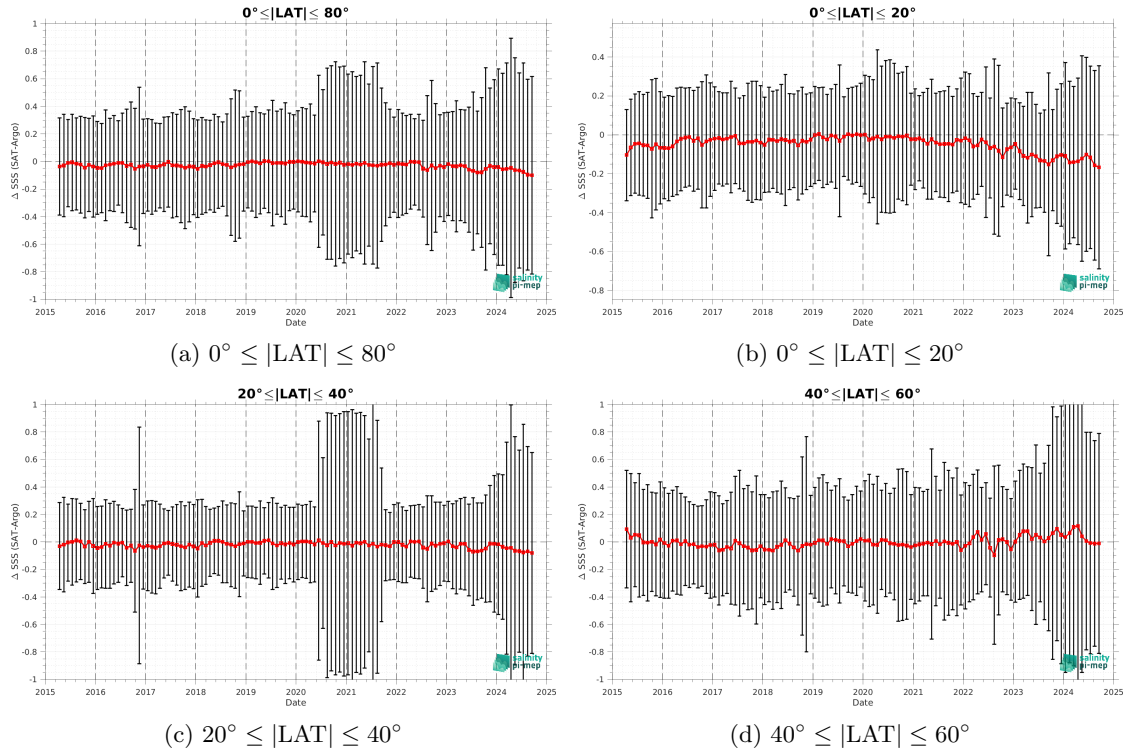 0°≤|LAT|≤ 80°
1
0.8
0.6
0.4
0.2
0
-0.2
-0.4
-0.6
-0.8
-1
Δ SSS (SAT-Argo)
2015 2016 2017 2018 2019 2020 2021 2022 2023 2024 2025
Date
salinity
pi-mep
(a) 0° ≤ |LAT| ≤ 80°
0°≤|LAT|≤ 20°
0.4
0.2
0
-0.2
-0.4
-0.6
-0.8
Δ SSS (SAT-Argo)
2015 2016 2017 2018 2019 2020 2021 2022 2023 2024 2025
Date
salinity
pi-mep
(b) 0° ≤ |LAT| ≤ 20°
20°≤|LAT|≤ 40°
1
0.8
0.6
0.4
0.2
0
-0.2
-0.4
-0.6
-0.8
-1
Δ SSS (SAT-Argo)
2015 2016 2017 2018 2019 2020 2021 2022 2023 2024 2025
Date
salinity
pi-mep
(c) 20° ≤ |LAT| ≤ 40°
40°≤|LAT|≤ 60°
1
0.8
0.6
0.4
0.2
0
-0.2
-0.4
-0.6
-0.8
-1
Δ SSS (SAT-Argo)
2015 2016 2017 2018 2019 2020 2021 2022 2023 2024 2025
Date
salinity
pi-mep
(d) 40° ≤ |LAT| ≤ 60°